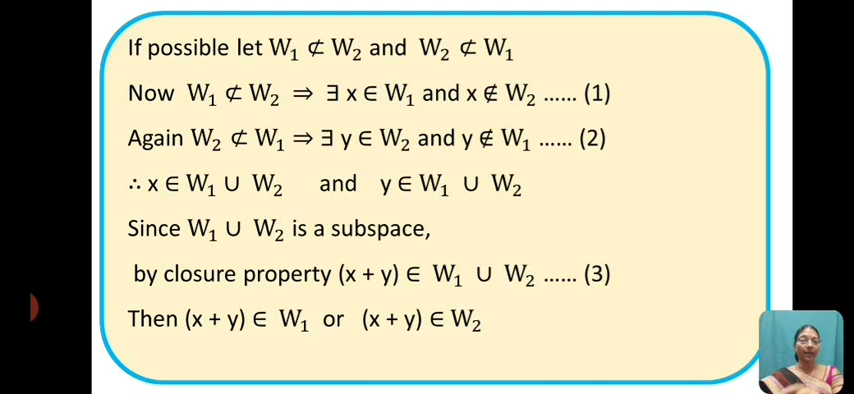 If possible let W₁ ⊄ W₂ and W₂ ⊄ W₁
Now W₁ ⊄ W₂ ⇒ ∃ x ∈ W₁ and x ∉ W₂ ...... (1)
Again W₂ ⊄ W₁ ⇒ ∃ y ∈ W₂ and y ∉ W₁ ...... (2)
∴ x ∈ W₁ ∪ W₂ and y ∈ W₁ ∪ W₂
Since W₁ ∪ W₂ is a subspace,
by closure property (x + y) ∈ W₁ ∪ W₂ ...... (3)
Then (x + y) ∈ W₁ or (x + y) ∈ W₂